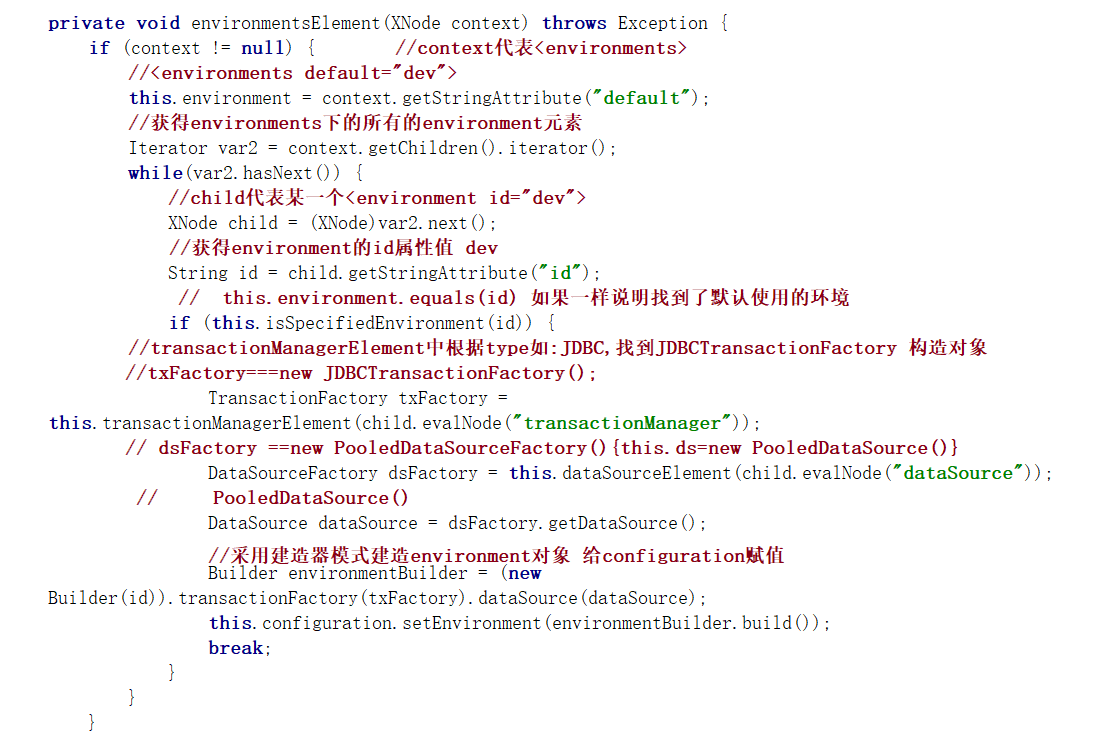 private void environmentsElement(XNode context) throws Exception {
if (context != null) { //context代表<environments>
//<environments default="dev">
this.environment = context.getStringAttribute("default");
//获得environments下的所有的environment元素
Iterator var2 = context.getChildren().iterator();
while(var2.hasNext()) {
//child代表某一个<environment id="dev">
XNode child = (XNode)var2.next();
//获得environment的id属性值 dev
String id = child.getStringAttribute("id");
// this.environment.equals(id) 如果一样说明找到了默认使用的环境
if (this.isSpecifiedEnvironment(id)) {
//transactionManagerElement中根据type如:JDBC,找到JDBCTransactionFactory 构造对象
//txFactory===new JDBCTransactionFactory();
TransactionFactory txFactory =
this.transactionManagerElement(child.evalNode("transactionManager"));
// dsFactory ==new PooledDataSourceFactory(){this.ds=new PooledDataSource()}
DataSourceFactory dsFactory = this.dataSourceElement(child.evalNode("dataSource"));
// PooledDataSource()
DataSource dataSource = dsFactory.getDataSource();
//采用建造器模式建造environment对象 给configuration赋值
Builder environmentBuilder = (new
Builder(id)).transactionFactory(txFactory).dataSource(dataSource);
this.configuration.setEnvironment(environmentBuilder.build());
break;
}
}
}